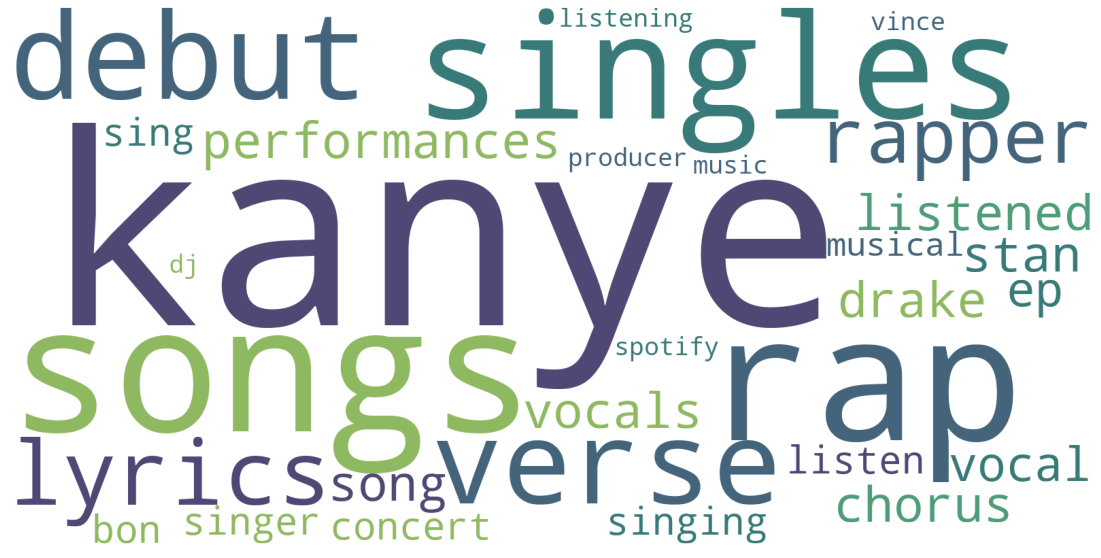 debut
singles
listening
vince
sing
performances
producer
music
rapper
kanye
listened
musical
stan
dj
drake
ep
songs
spotify
rap
vocals
lyrics
song
verse
listen
vocal
chorus
bon
singer
concert
singing